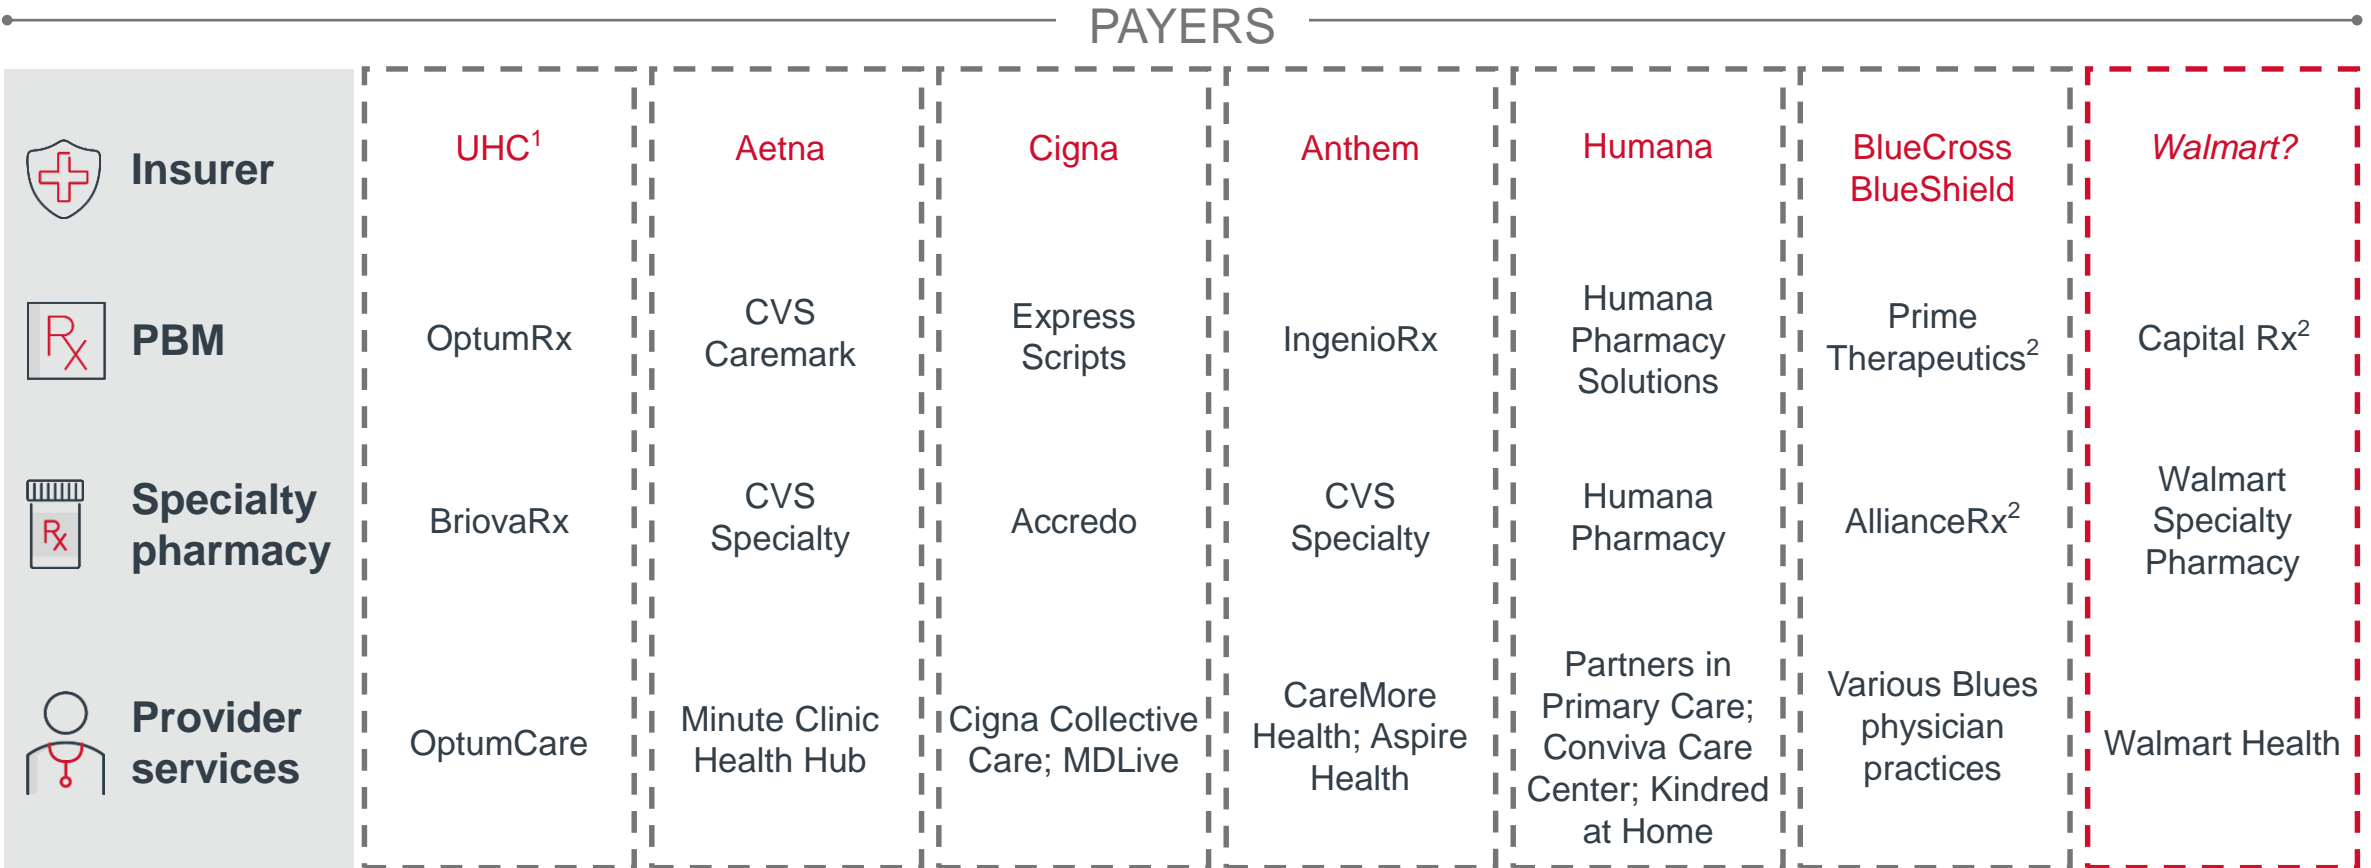 PAYERS
Insurer
UHC1
Aetna
Cigna
Anthem
Humana
BlueCross
BlueShield
Walmart?
Rx
PBM
OptumRx
CVS
Caremark
Express
Scripts
IngenioRx
Humana
Pharmacy
Solutions
Prime
Therapeutics2
Capital Rx2
Rx
Specialty
pharmacy
BriovaRx
CVS
Specialty
Accredo
CVS
Specialty
Humana
Pharmacy
AllianceRx2
Walmart
Specialty
Pharmacy
Provider
services
OptumCare
Minute Clinic
Health Hub
Cigna Collective
Care; MDLive
CareMore
Health; Aspire
Health
Partners in
Primary Care;
Conviva Care
Center; Kindred
at Home
Various Blues
physician
practices
Walmart Health